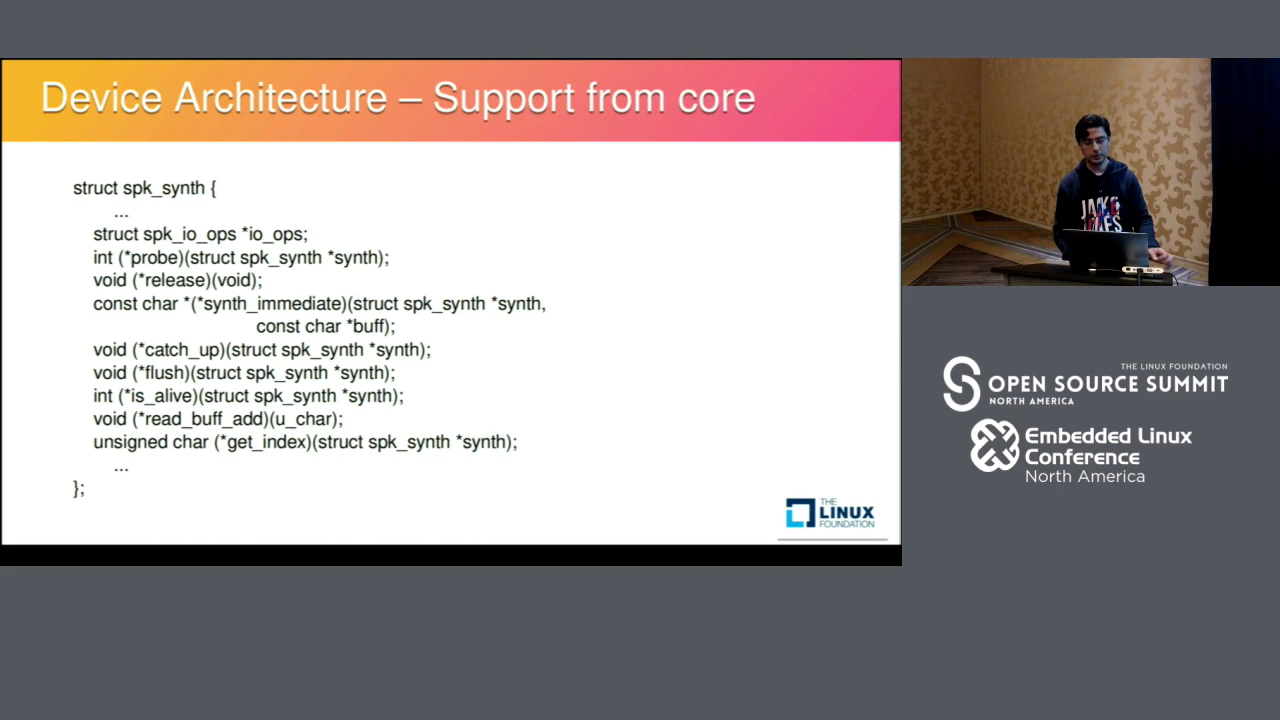 Device Architecture – Support from core
struct spk_synth {
...
struct spk_io_ops *io_ops;
int (*probe)(struct spk_synth *synth);
void (*release)(void);
const char *(*synth_immediate)(struct spk_synth *synth,
const char *buff);
void (*catch_up)(struct spk_synth *synth);
void (*flush)(struct spk_synth *synth);
int (*is_alive)(struct spk_synth *synth);
void (*read_buff_add)(u_char);
unsigned char (*get_index)(struct spk_synth *synth);
...
};
THE
LINUX
FOUNDATION
THE LINUX FOUNDATION
OPEN SOURCE SUMMIT
NORTH AMERICA
Embedded Linux
Conference
North America